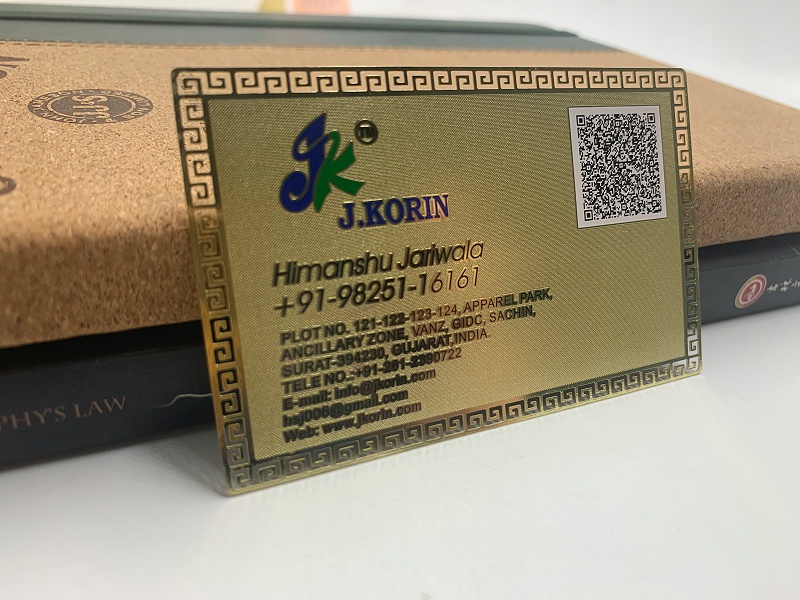 JK TM
J.KORIN
Himanshu Jariwala
+91-98251-16161
PLOT NO. 121-122-123-124, APPAREL PARK,
ANCILLARY ZONE, VANZ, GIDC, SACHIN,
SURAT-394230, GUJARAT,INDIA.
TELE NO.:+91-261-2390722
E-mail: info@jkorin.com
@gmail.com
Web: www.jkorin.com
PHY'S LAW